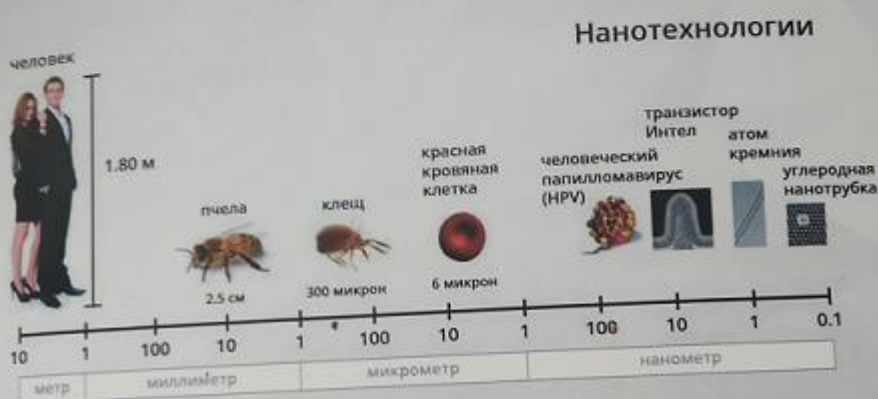 Нанотехнологии
человек
1.80 м
пчела
2.5 см
клещ
300 микрон
красная
кровяная
клетка
6 микрон
человеческий
папилломавирус
(HPV)
транзистор
Интел
атом
кремния
углеродная
нанотрубка
10 1 100 10 1 100 10 1 100 10 1 0.1
метр миллиметр микрометр нанометр